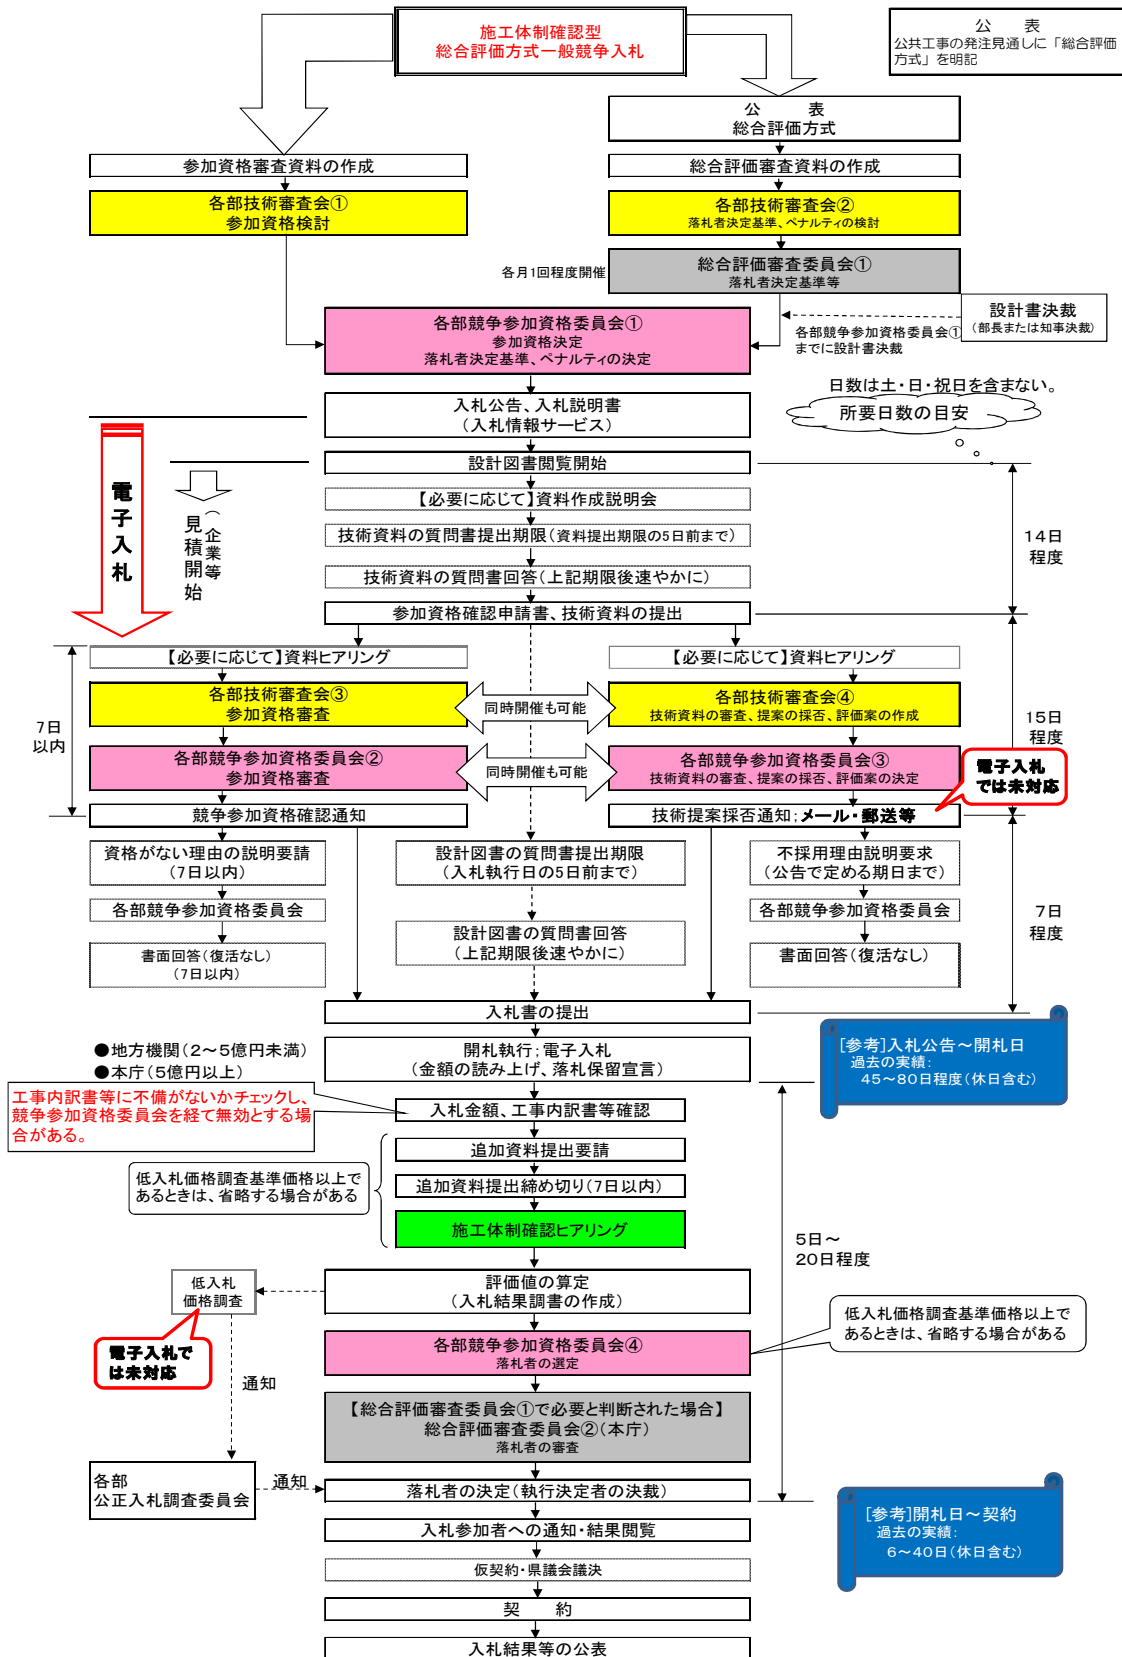 施工体制確認型
総合評価方式一般競争入札
公　表
公共工事の発注見通しに「総合評価
方式」を明記
公　表
総合評価方式
参加資格審査資料の作成
総合評価審査資料の作成
各部技術審査会①
参加資格検討
各部技術審査会②
落札者決定基準、ペナルティの検討
各月1回程度開催
総合評価審査委員会①
落札者決定基準等
設計書決裁
(部長または知事決裁)
各部競争参加資格委員会①
までに設計書決裁
各部競争参加資格委員会①
参加資格決定
落札者決定基準、ペナルティの決定
日数は土・日・祝日を含まない。
所要日数の目安
入札公告、入札説明書
(入札情報サービス)
電子入札
設計図書閲覧開始
(企業等
見積開始
【必要に応じて】資料作成説明会
技術資料の質問書提出期限(資料提出期限の5日前まで)
14日
程度
技術資料の質問書回答(上記期限後速やかに)
参加資格確認申請書、技術資料の提出
【必要に応じて】資料ヒアリング
【必要に応じて】資料ヒアリング
各部技術審査会③
参加資格審査
同時開催も可能
各部技術審査会④
技術資料の審査、提案の採否、評価案の作成
7日
以内
15日
程度
各部競争参加資格委員会②
参加資格審査
同時開催も可能
各部競争参加資格委員会③
技術資料の審査、提案の採否、評価案の決定
電子入札
では未対応
競争参加資格確認通知
技術提案採否通知;メール・郵送等
資格がない理由の説明要請
(7日以内)
設計図書の質問書提出期限
(入札執行日の5日前まで)
不採用理由説明要求
(公告で定める期日まで)
各部競争参加資格委員会
各部競争参加資格委員会
7日
程度
設計図書の質問書回答
(上記期限後速やかに)
書面回答(復活なし)
(7日以内)
書面回答(復活なし)
入札書の提出
●地方機関(2～5億円未満)
●本庁(5億円以上)
開札執行;電子入札
(金額の読み上げ、落札保留宣言)
[参考]入札公告～開札日
過去の実績:
45～80日程度(休日含む)
工事内訳書等に不備がないかチェックし、
競争参加資格委員会を経て無効とする場
合がある。
入札金額、工事内訳書等確認
追加資料提出要請
低入札価格調査基準価格以上で
あるときは、省略する場合がある
追加資料提出締め切り(7日以内)
施工体制確認ヒアリング
5日～
20日程度
低入札
価格調査
評価値の算定
(入札結果調書の作成)
低入札価格調査基準価格以上で
あるときは、省略する場合がある
電子入札で
は未対応
各部競争参加資格委員会④
落札者の選定
通知
【総合評価審査委員会①で必要と判断された場合】
総合評価審査委員会②(本庁)
落札者の審査
各部
公正入札調査委員会
通知
落札者の決定(執行決定者の決裁)
[参考]開札日～契約
過去の実績:
6～40日(休日含む)
入札参加者への通知・結果閲覧
仮契約・県議会議決
契　約
入札結果等の公表